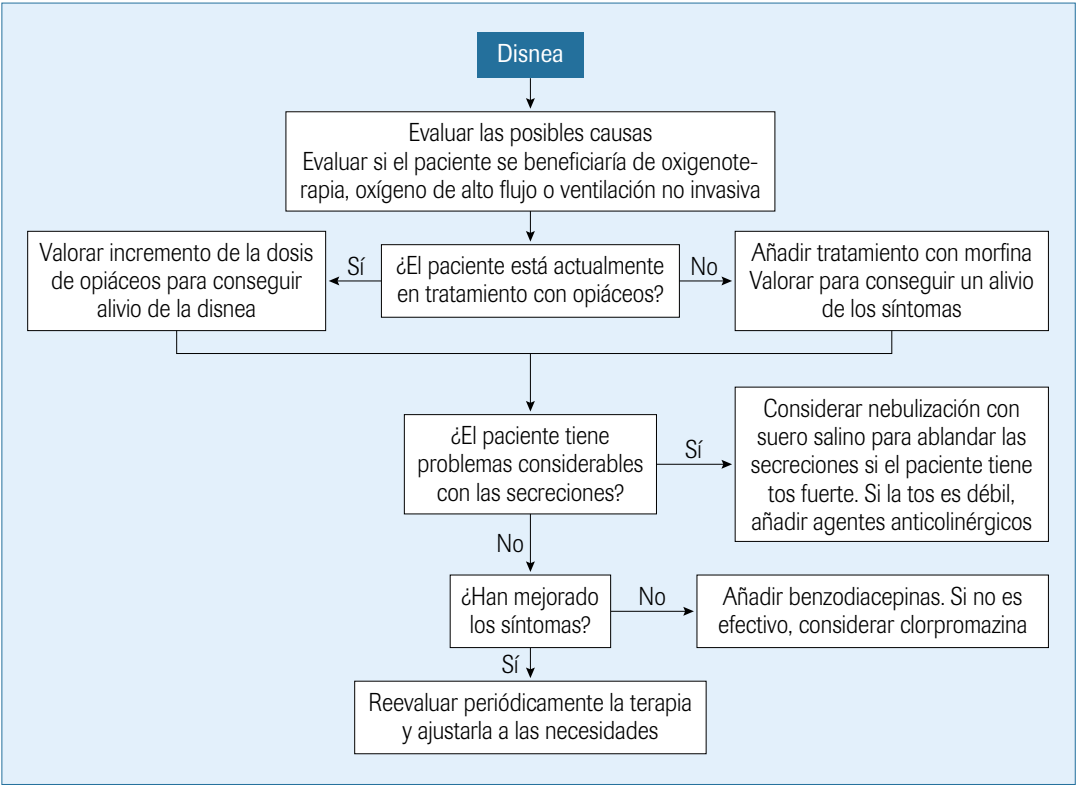 Disnea
Evaluar las posibles causas
Evaluar si el paciente se beneficiaría de oxigenote-
rapia, oxígeno de alto flujo o ventilación no invasiva
Valorar incremento de la dosis
de opiáceos para conseguir
alivio de la disnea
Sí
¿El paciente está actualmente
en tratamiento con opiáceos?
No
Añadir tratamiento con morfina
Valorar para conseguir un alivio
de los síntomas
¿El paciente tiene
problemas considerables
con las secreciones?
Sí
Considerar nebulización con
suero salino para ablandar las
secreciones si el paciente tiene
tos fuerte. Si la tos es débil,
añadir agentes anticolinérgicos
No
¿Han mejorado
los síntomas?
No
Añadir benzodiacepinas. Si no es
efectivo, considerar clorpromazina
Sí
Reevaluar periódicamente la terapia
y ajustarla a las necesidades